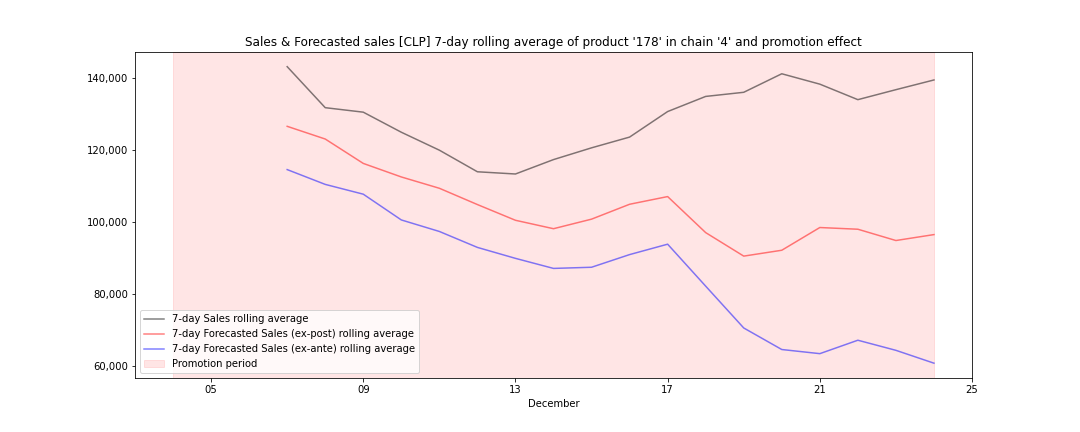 Sales & Forecasted sales [CLP] 7-day rolling average of product '178' in chain '4' and promotion effect
140,000
120,000
100,000
80,000
60,000
7-day Sales rolling average
7-day Forecasted Sales (ex-post) rolling average
7-day Forecasted Sales (ex-ante) rolling average
Promotion period
05 09 13 17 21 25
December